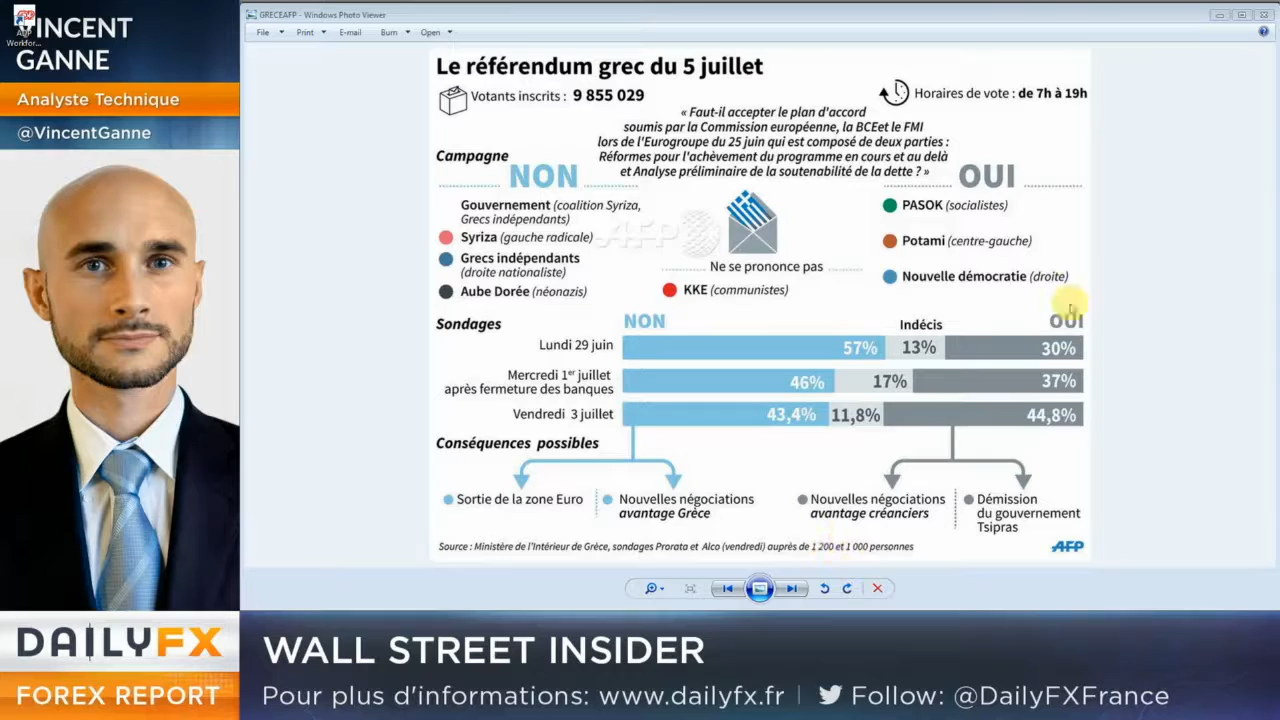 VINCENT
GANNE
ADP
Workfor...
Analyste Technique
@VincentGanne
GRECEAFP - Windows Photo Viewer
File Print E-mail Burn Open
Le référendum grec du 5 juillet
Votants inscrits : 9 855 029
Horaires de vote : de 7h à 19h
« Faut-il accepter le plan d'accord
soumis par la Commission européenne, la BCEet le FMI
lors de l'Eurogroupe du 25 juin qui est composé de deux parties :
Réformes pour l'achèvement du programme en cours et au delà
et Analyse préliminaire de la soutenabilité de la dette ? »
Campagne
NON
OUI
Gouvernement (coalition Syriza,
Grecs indépendants)
Syriza (gauche radicale)
Grecs indépendants
(droite nationaliste)
Aube Dorée (néonazis)
AFP
Ne se prononce pas
KKE (communistes)
PASOK (socialistes)
Potami (centre-gauche)
Nouvelle démocratie (droite)
Sondages
NON Indécis OUI
Lundi 29 juin 57% 13% 30%
Mercredi 1er juillet
après fermeture des banques 46% 17% 37%
Vendredi 3 juillet 43,4% 11,8% 44,8%
Conséquences possibles
Sortie de la zone Euro
Nouvelles négociations
avantage Grèce
Nouvelles négociations
avantage créanciers
Démission
du gouvernement
Tsipras
Source : Ministère de l'Intérieur de Grèce, sondages Prorata et Alco (vendredi) auprès de 1 200 et 1 000 personnes
AFP
DAILYFX
FOREX REPORT
WALL STREET INSIDER
Pour plus d'informations: www.dailyfx.fr | Follow: @DailyFXFrance